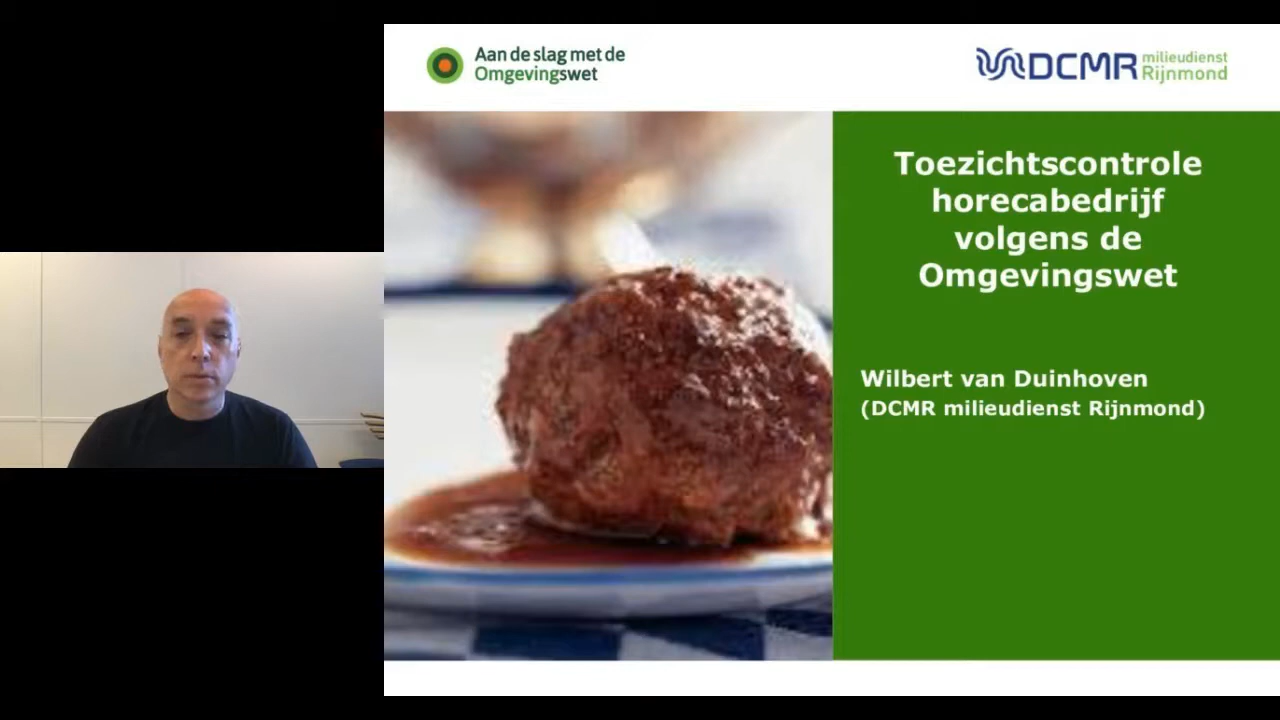 Aan de slag met de
Omgevingswet
DCMR milieudienst
Rijnmond
Toezichtscontrole
horecabedrijf
volgens de
Omgevingswet
Wilbert van Duinhoven
(DCMR milieudienst Rijnmond)